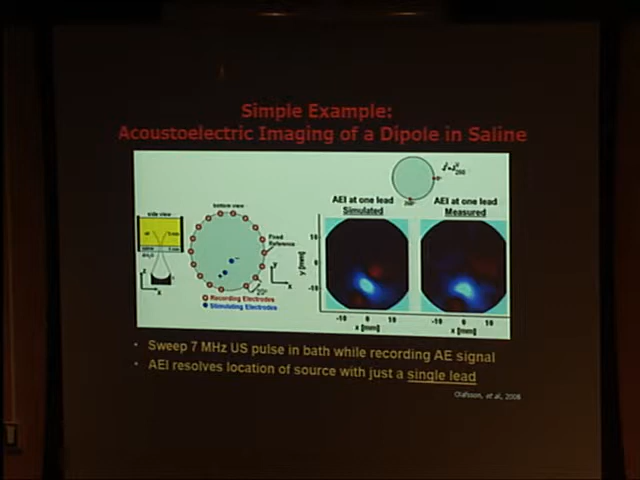 Simple Example:
Acoustoelectric Imaging of a Dipole in Saline
side view
bottom view
Fixed
Reference
20°
Recording Electrodes
Stimulating Electrodes
AEI at one lead
Simulated
AEI at one lead
Measured
y [mm]
10
0
-10
-10 0 10
x [mm]
-10 0 10
x [mm]
• Sweep 7 MHz US pulse in bath while recording AE signal
• AEI resolves location of source with just a single lead
Olafsson, et al., 2008